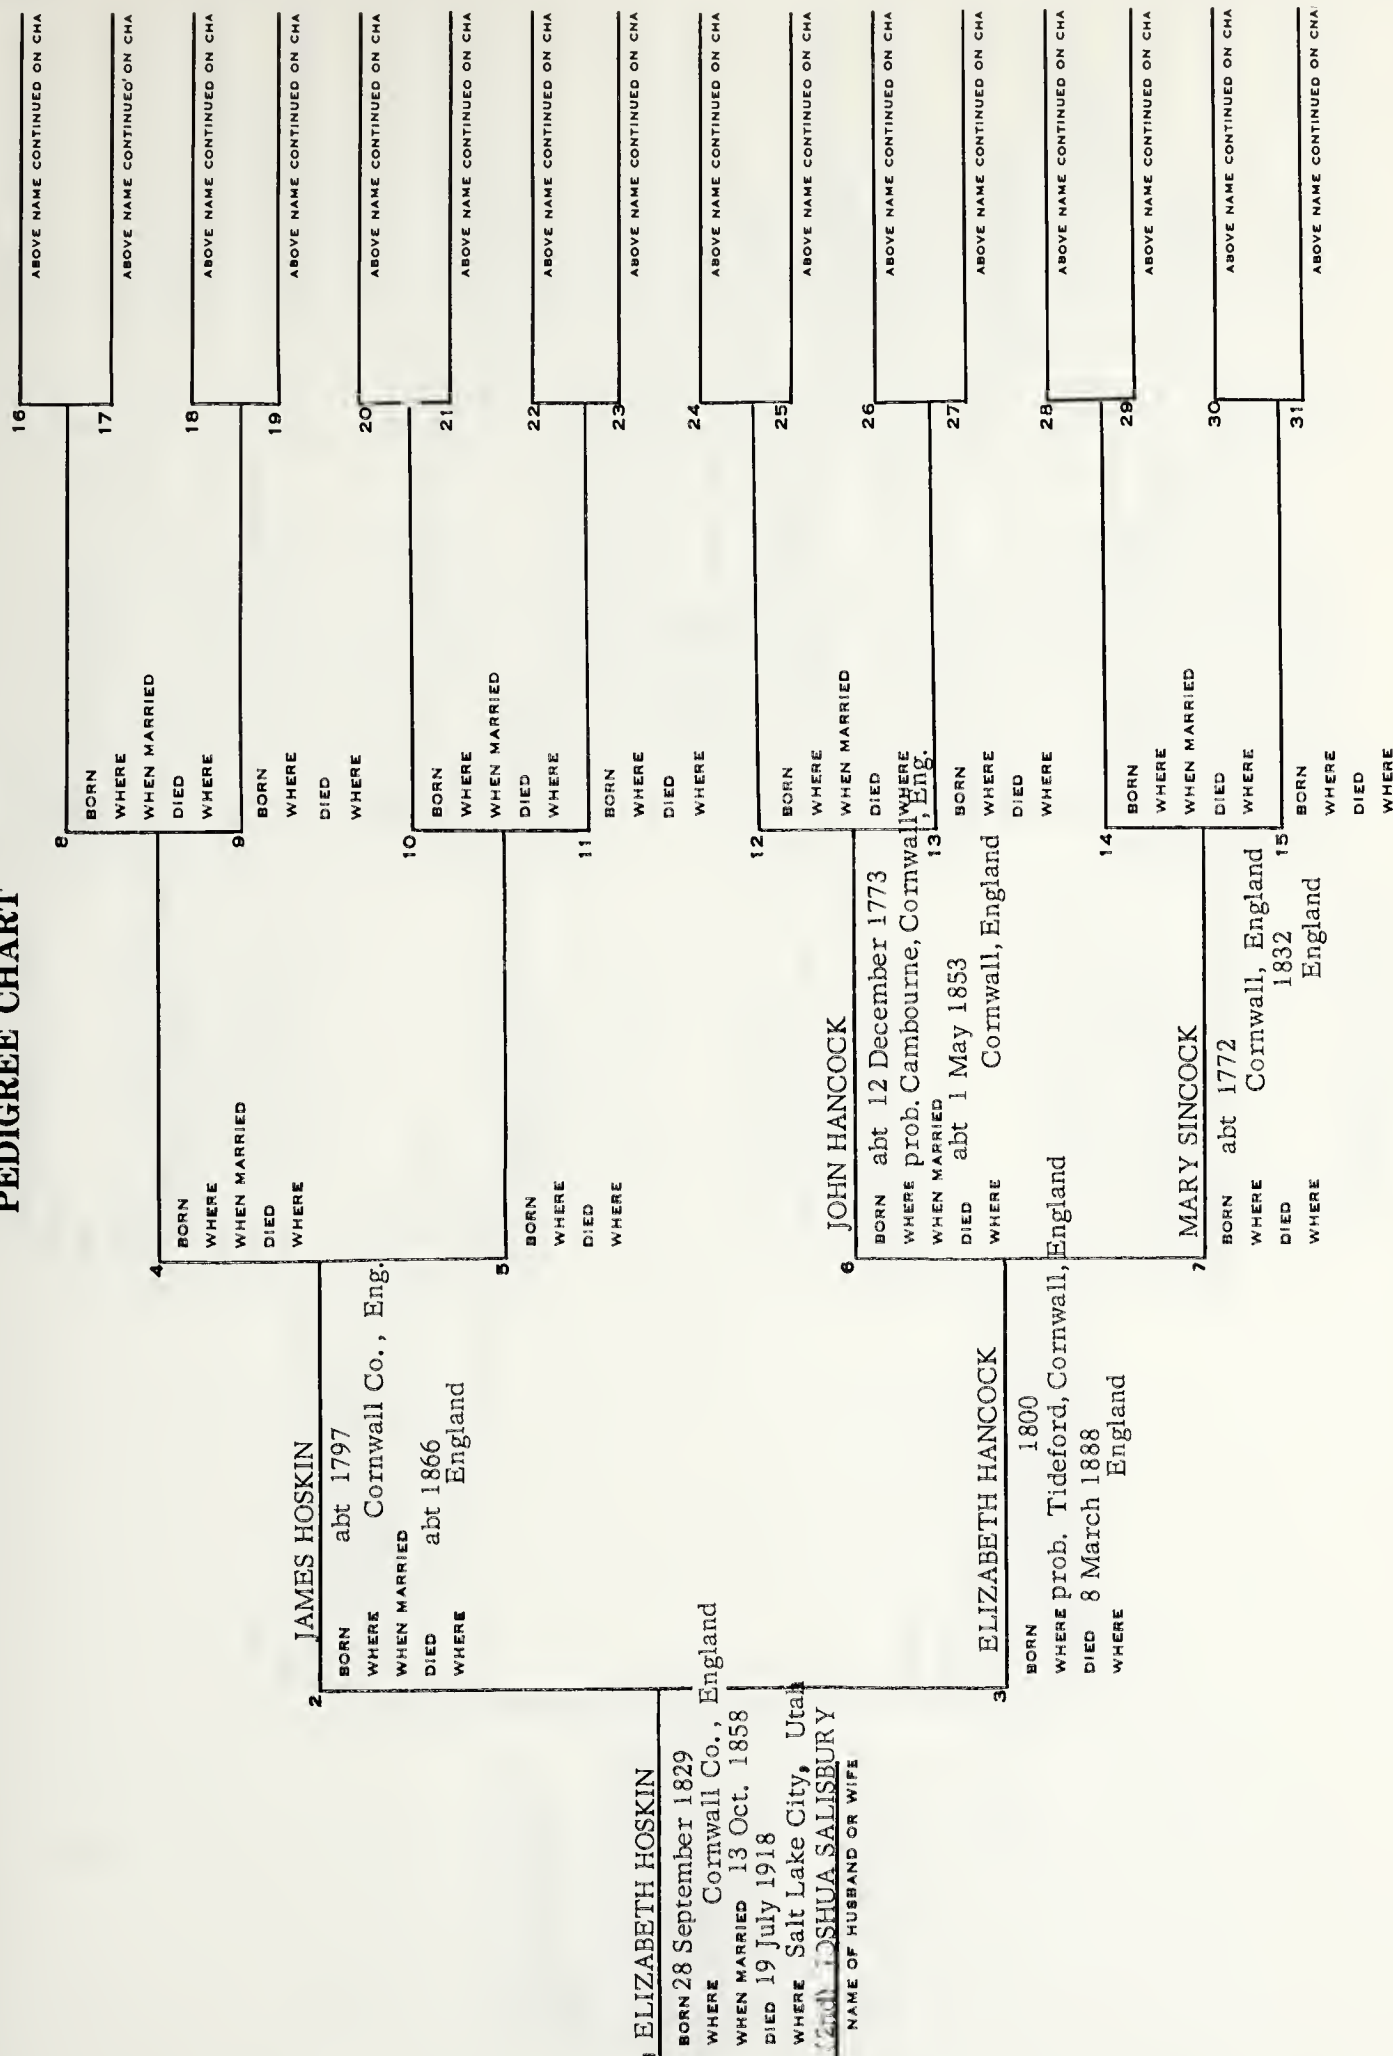 PEDIGREE CHART
ELIZABETH HOSKIN
BORN 28 September 1829
WHERE Cornwall Co., England
WHEN MARRIED 13 Oct. 1858
DIED 19 July 1918
WHERE Salt Lake City, Utah
(2nd) JOSHUA SALISBURY
NAME OF HUSBAND OR WIFE
2
JAMES HOSKIN
BORN abt 1797
WHERE Cornwall Co., Eng.
WHEN MARRIED
DIED abt 1866
WHERE England
3
ELIZABETH HANCOCK
BORN 1800
WHERE prob. Tideford, Cornwall, England
DIED 8 March 1888
WHERE England
4
BORN
WHERE
WHEN MARRIED
DIED
WHERE
5
BORN
WHERE
DIED
WHERE
6
JOHN HANCOCK
BORN abt 12 December 1773
WHERE prob. Cambourne, Cornwall, Eng.
WHEN MARRIED
DIED abt 1 May 1853
WHERE Cornwall, England
7
MARY SINCOCK
BORN abt 1772
WHERE Cornwall, England
DIED 1832
WHERE England
8
BORN
WHERE
WHEN MARRIED
DIED
WHERE
9
BORN
WHERE
DIED
WHERE
10
BORN
WHERE
WHEN MARRIED
DIED
WHERE
11
BORN
WHERE
DIED
WHERE
12
BORN
WHERE
WHEN MARRIED
DIED
WHERE
13
BORN
WHERE
DIED
WHERE
14
BORN
WHERE
WHEN MARRIED
DIED
WHERE
15
BORN
WHERE
DIED
WHERE
16
ABOVE NAME CONTINUED ON CHA
17
ABOVE NAME CONTINUED ON CHA
18
ABOVE NAME CONTINUED ON CHA
19
ABOVE NAME CONTINUED ON CHA
20
ABOVE NAME CONTINUED ON CHA
21
ABOVE NAME CONTINUED ON CHA
22
ABOVE NAME CONTINUED ON CHA
23
ABOVE NAME CONTINUED ON CHA
24
ABOVE NAME CONTINUED ON CHA
25
ABOVE NAME CONTINUED ON CHA
26
ABOVE NAME CONTINUED ON CHA
27
ABOVE NAME CONTINUED ON CHA
28
ABOVE NAME CONTINUED ON CHA
29
ABOVE NAME CONTINUED ON CHA
30
ABOVE NAME CONTINUED ON CHA
31
ABOVE NAME CONTINUED ON CHA